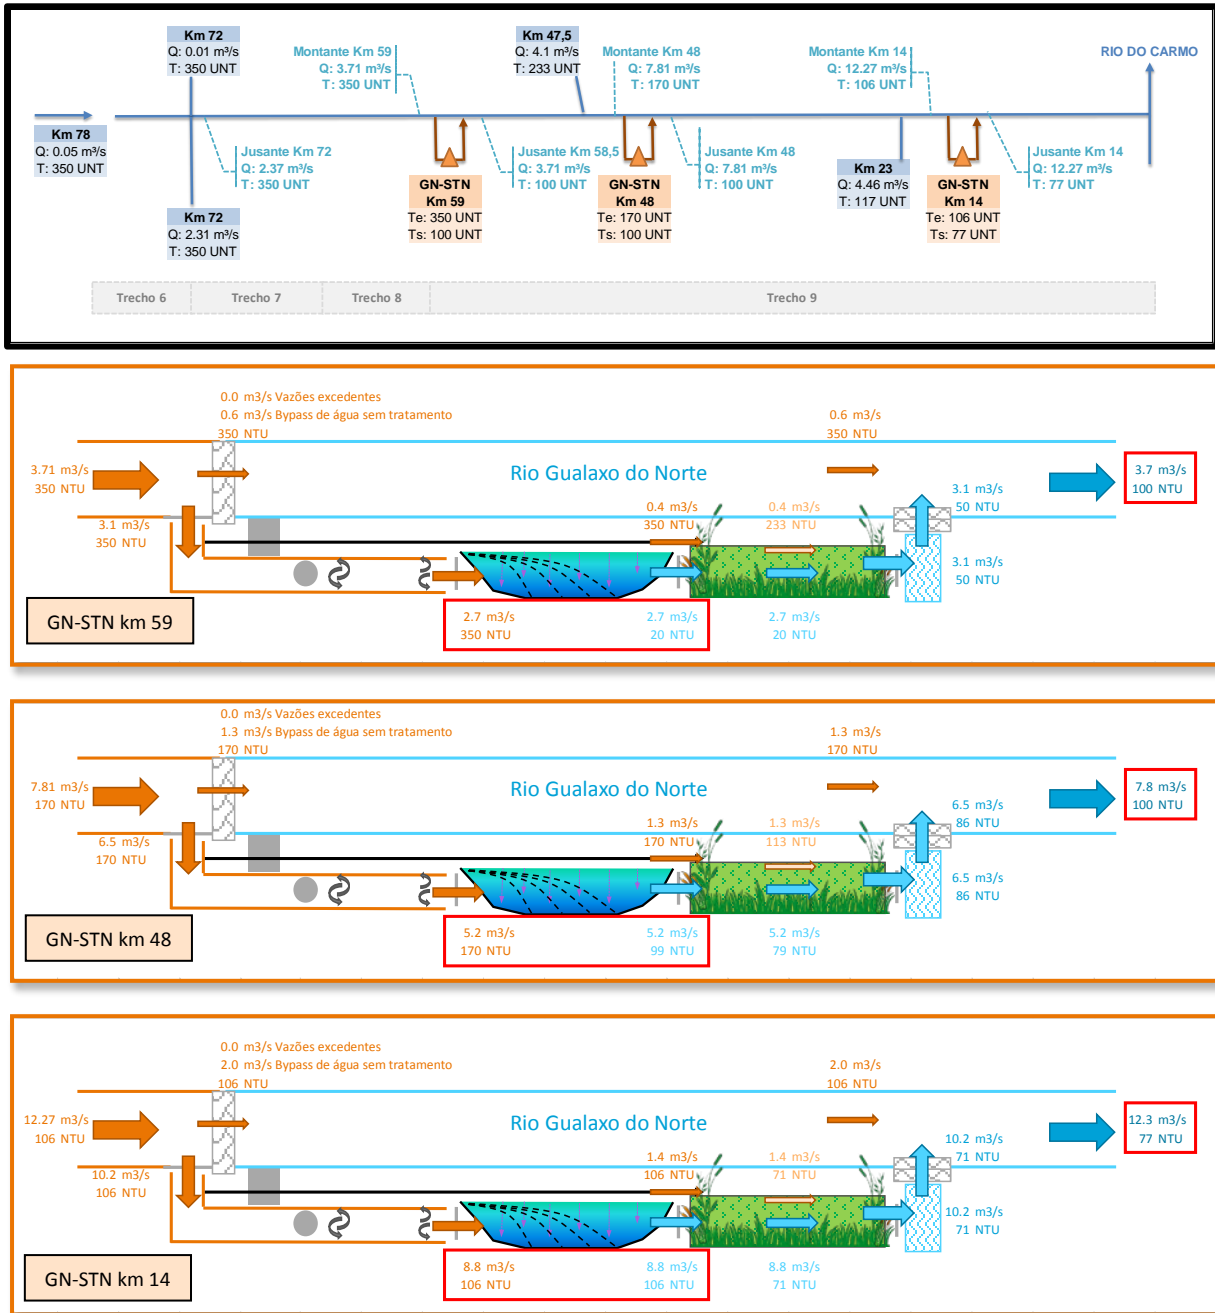 Km 72
Q: 0.01 m³/s
T: 350 UNT
Km 47,5
Q: 4.1 m³/s
T: 233 UNT
Montante Km 59
Q: 3.71 m³/s
T: 350 UNT
Montante Km 48
Q: 7.81 m³/s
T: 170 UNT
Montante Km 14
Q: 12.27 m³/s
T: 106 UNT
RIO DO CARMO
Km 78
Q: 0.05 m³/s
T: 350 UNT
Jusante Km 72
Q: 2.37 m³/s
T: 350 UNT
Jusante Km 58,5
Q: 3.71 m³/s
T: 100 UNT
Jusante Km 48
Q: 7.81 m³/s
T: 100 UNT
Km 23
Q: 4.46 m³/s
T: 117 UNT
Jusante Km 14
Q: 12.27 m³/s
T: 77 UNT
Km 72
Q: 2.31 m³/s
T: 350 UNT
GN-STN
Km 59
Te: 350 UNT
Ts: 100 UNT
GN-STN
Km 48
Te: 170 UNT
Ts: 100 UNT
GN-STN
Km 14
Te: 106 UNT
Ts: 77 UNT
Trecho 6
Trecho 7
Trecho 8
Trecho 9
0.0 m3/s Vazões excedentes
0.6 m3/s Bypass de água sem tratamento
350 NTU
0.6 m3/s
350 NTU
3.71 m3/s
350 NTU
Rio Gualaxo do Norte
3.7 m3/s
100 NTU
3.1 m3/s
50 NTU
3.1 m3/s
350 NTU
0.4 m3/s
350 NTU
0.4 m3/s
233 NTU
3.1 m3/s
50 NTU
GN-STN km 59
2.7 m3/s
350 NTU
2.7 m3/s
20 NTU
2.7 m3/s
20 NTU
0.0 m3/s Vazões excedentes
1.3 m3/s Bypass de água sem tratamento
170 NTU
1.3 m3/s
170 NTU
7.81 m3/s
170 NTU
Rio Gualaxo do Norte
7.8 m3/s
100 NTU
6.5 m3/s
86 NTU
6.5 m3/s
170 NTU
1.3 m3/s
170 NTU
1.3 m3/s
113 NTU
6.5 m3/s
86 NTU
GN-STN km 48
5.2 m3/s
170 NTU
5.2 m3/s
99 NTU
5.2 m3/s
79 NTU
0.0 m3/s Vazões excedentes
2.0 m3/s Bypass de água sem tratamento
106 NTU
2.0 m3/s
106 NTU
12.27 m3/s
106 NTU
Rio Gualaxo do Norte
12.3 m3/s
77 NTU
10.2 m3/s
71 NTU
10.2 m3/s
106 NTU
1.4 m3/s
106 NTU
1.4 m3/s
71 NTU
10.2 m3/s
71 NTU
GN-STN km 14
8.8 m3/s
106 NTU
8.8 m3/s
106 NTU
8.8 m3/s
71 NTU